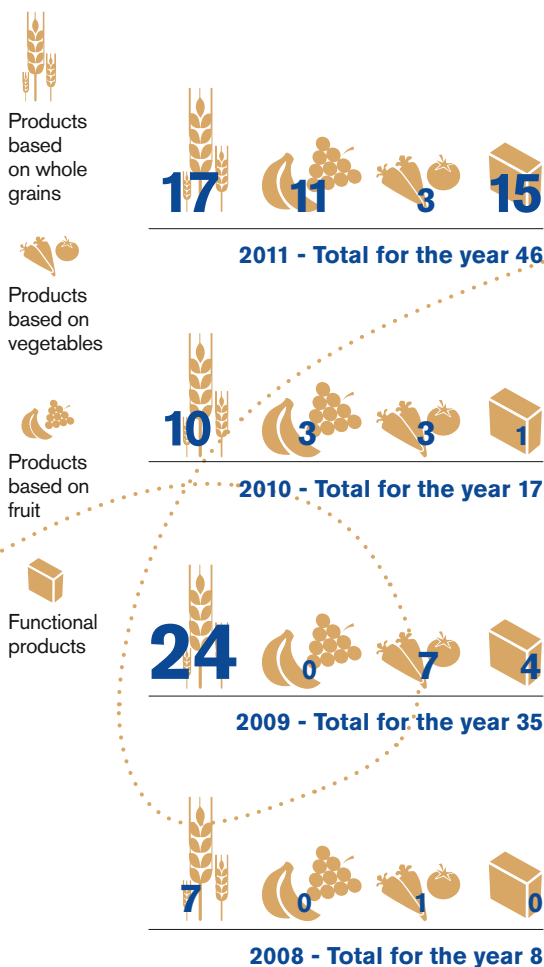 Products
based
on whole
grains
Products
based on
vegetables
Products
based on
fruit
Functional
products
17 11 3 15
2011 - Total for the year 46
10 3 3 1
2010 - Total for the year 17
24 0 7 4
2009 - Total for the year 35
7 0 1 0
2008 - Total for the year 8